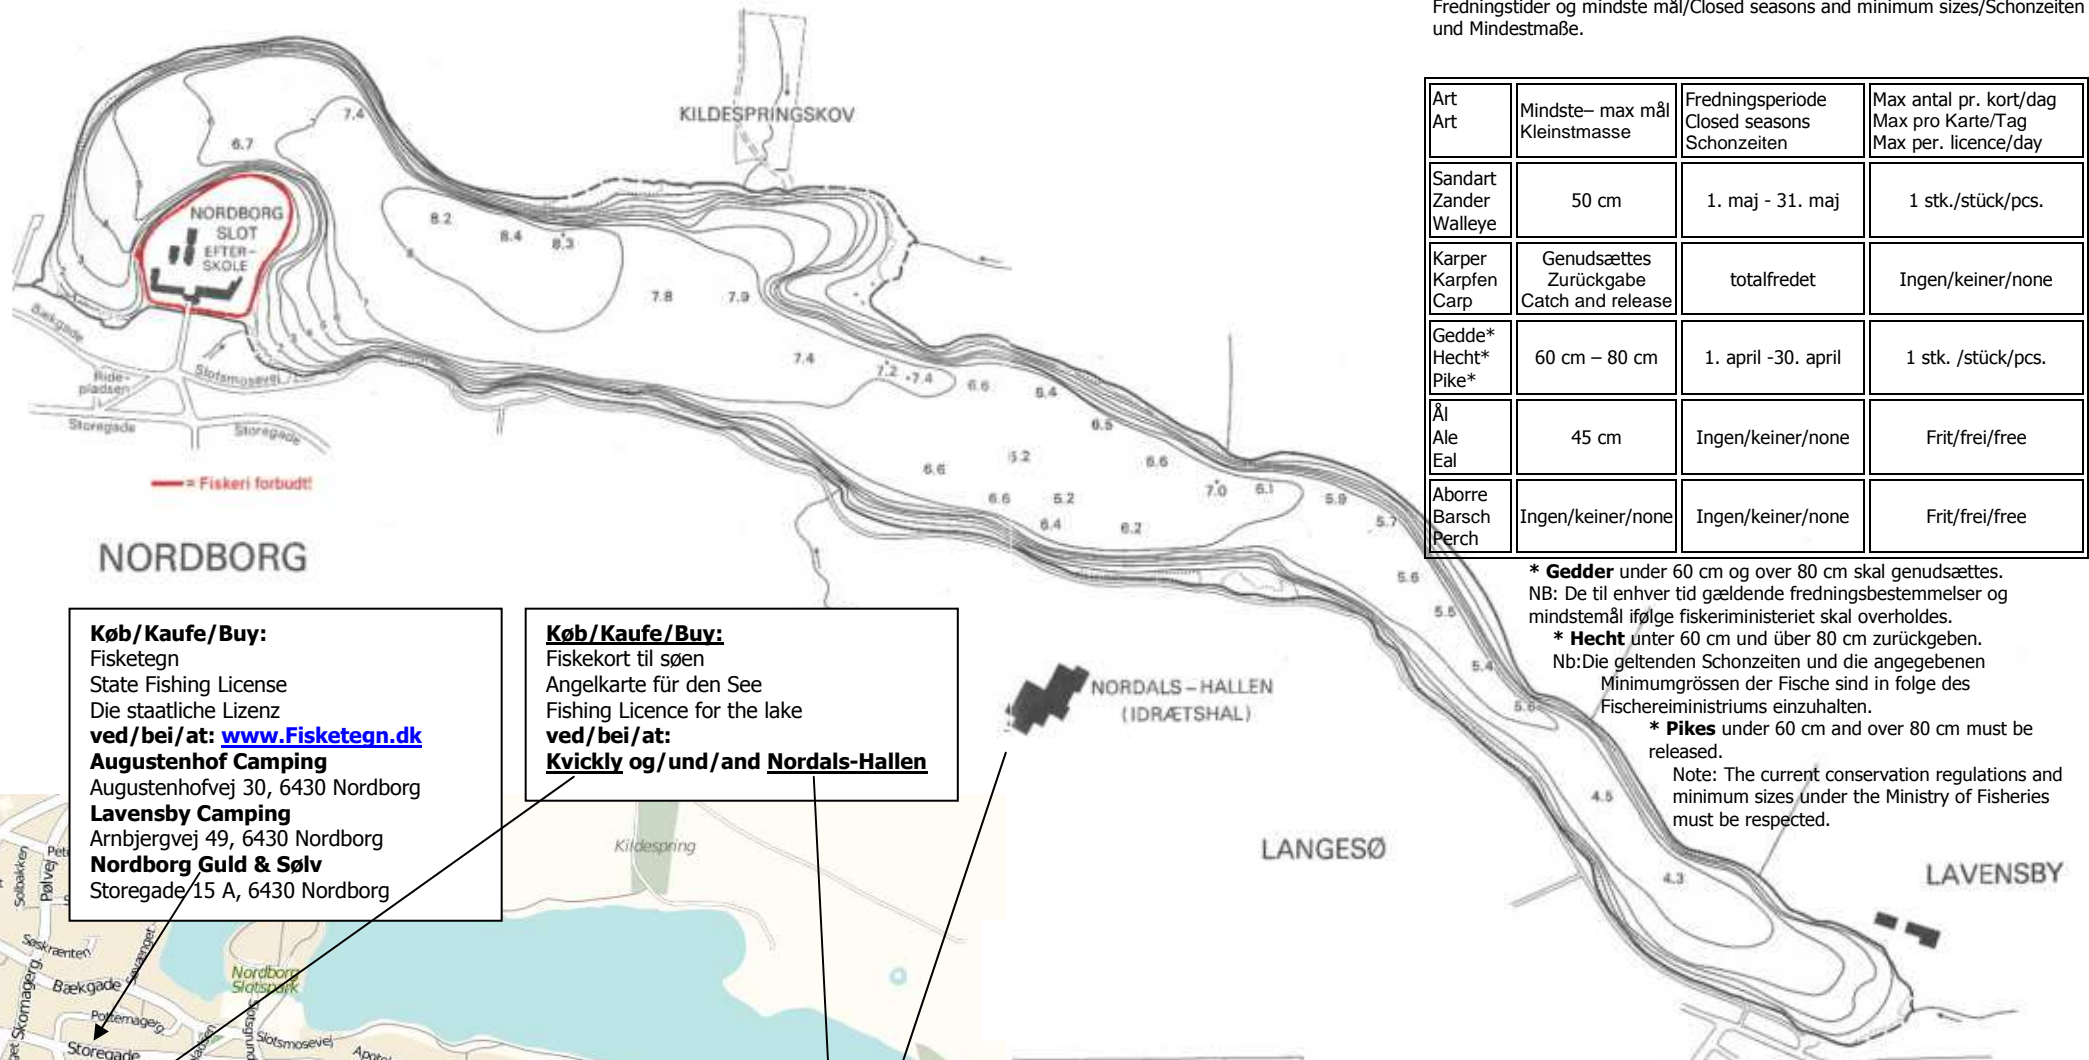 Fredningstider og mindste mål/Closed seasons and minimum sizes/Schonzeiten
und Mindestmaße.
Art
Art
Mindste– max mål
Kleinstmasse
Fredningsperiode
Closed seasons
Schonzeiten
Max antal pr. kort/dag
Max pro Karte/Tag
Max per. licence/day
Sandart
Zander
Walleye
50 cm
1. maj - 31. maj
1 stk./stück/pcs.
Karper
Karpfen
Carp
Genudsættes
Zurückgabe
Catch and release
totalfredet
Ingen/keiner/none
Gedde*
Hecht*
Pike*
60 cm – 80 cm
1. april -30. april
1 stk. /stück/pcs.
Ål
Ale
Eal
45 cm
Ingen/keiner/none
Frit/frei/free
Aborre
Barsch
Perch
Ingen/keiner/none
Ingen/keiner/none
Frit/frei/free
* Gedder under 60 cm og over 80 cm skal genudsættes.
NB: De til enhver tid gældende fredningsbestemmelser og
mindstemål ifølge fiskeriministeriet skal overholdes.
* Hecht unter 60 cm und über 80 cm zurückgeben.
Nb:Die geltenden Schonzeiten und die angegebenen
Minimumgrössen der Fische sind in folge des
Fischereiministriums einzuhalten.
* Pikes under 60 cm and over 80 cm must be
released.
Note: The current conservation regulations and
minimum sizes under the Ministry of Fisheries
must be respected.
KILDESPRINGSKOV
7.4
6.7
NORDBORG
SLOT
EFTER-
SKOLE
8.2
8.4
8.3
7.8
7.9
7.4
7.2
7.4
6.6
6.4
6.5
6.6
6.6
6.6
6.2
6.4
6.2
7.0
6.1
5.9
5.7
5.6
5.5
5.4
5.6
4.5
4.3
Bækgade
Ride-
pladsen
Slotsmosevej
Storegade
Storegade
= Fiskeri forbudt!
NORDBORG
NORDALS – HALLEN
(IDRÆTSHAL)
LANGESØ
LAVENSBY
Køb/Kaufe/Buy:
Fisketegn
State Fishing License
Die staatliche Lizenz
ved/bei/at: www.Fisketegn.dk
Augustenhof Camping
Augustenhofvej 30, 6430 Nordborg
Lavensby Camping
Arnbjergvej 49, 6430 Nordborg
Nordborg Guld & Sølv
Storegade 15 A, 6430 Nordborg
Køb/Kaufe/Buy:
Fiskekort til søen
Angelkarte für den See
Fishing Licence for the lake
ved/bei/at:
Kvickly og/und/and Nordals-Hallen
Kildespring
Solbakken
Pølvej
Søskrænten
Bækgade
Pottemagerg.
Storegade
Nordborg
Slotspark
Slotsmosevej